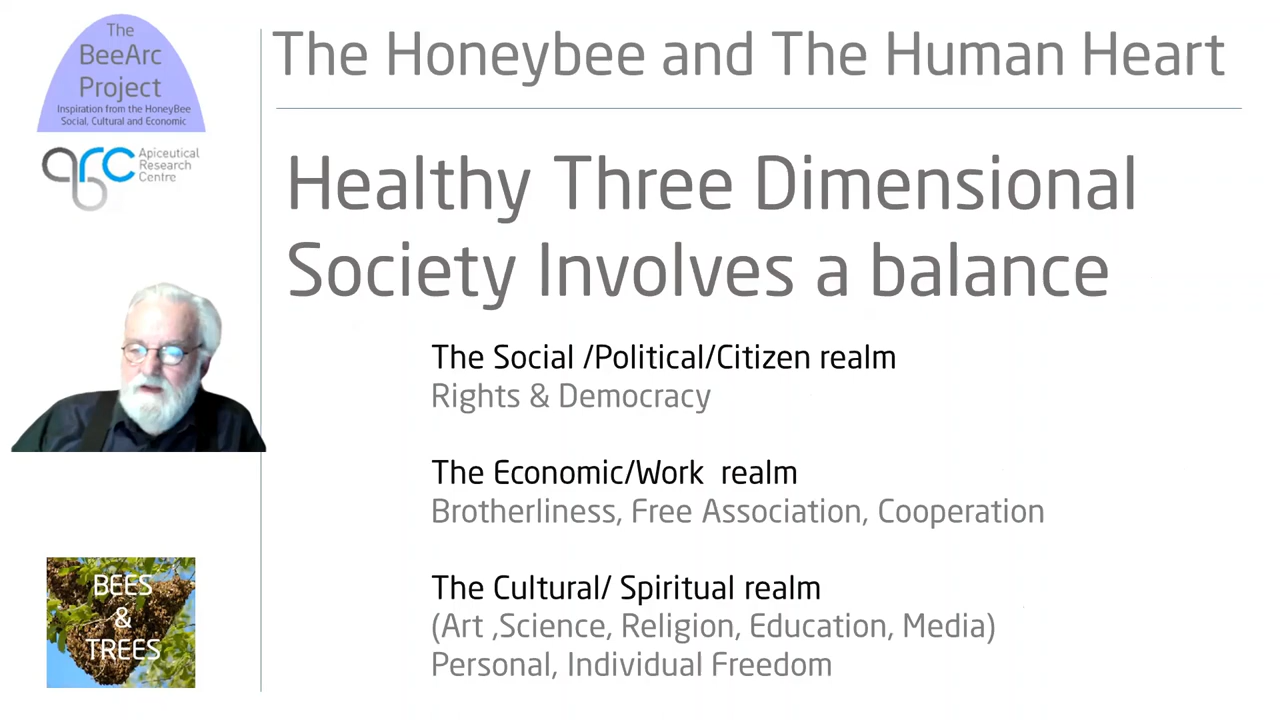 The
BeeArc
Project
Inspiration from the HoneyBee
Social, Cultural and Economic
arc Apiceutical
Research
Centre
The Honeybee and The Human Heart
Healthy Three Dimensional
Society Involves a balance
The Social /Political/Citizen realm
Rights & Democracy
The Economic/Work  realm
Brotherliness, Free Association, Cooperation
The Cultural/ Spiritual realm
(Art ,Science, Religion, Education, Media)
Personal, Individual Freedom
BEES
&
TREES